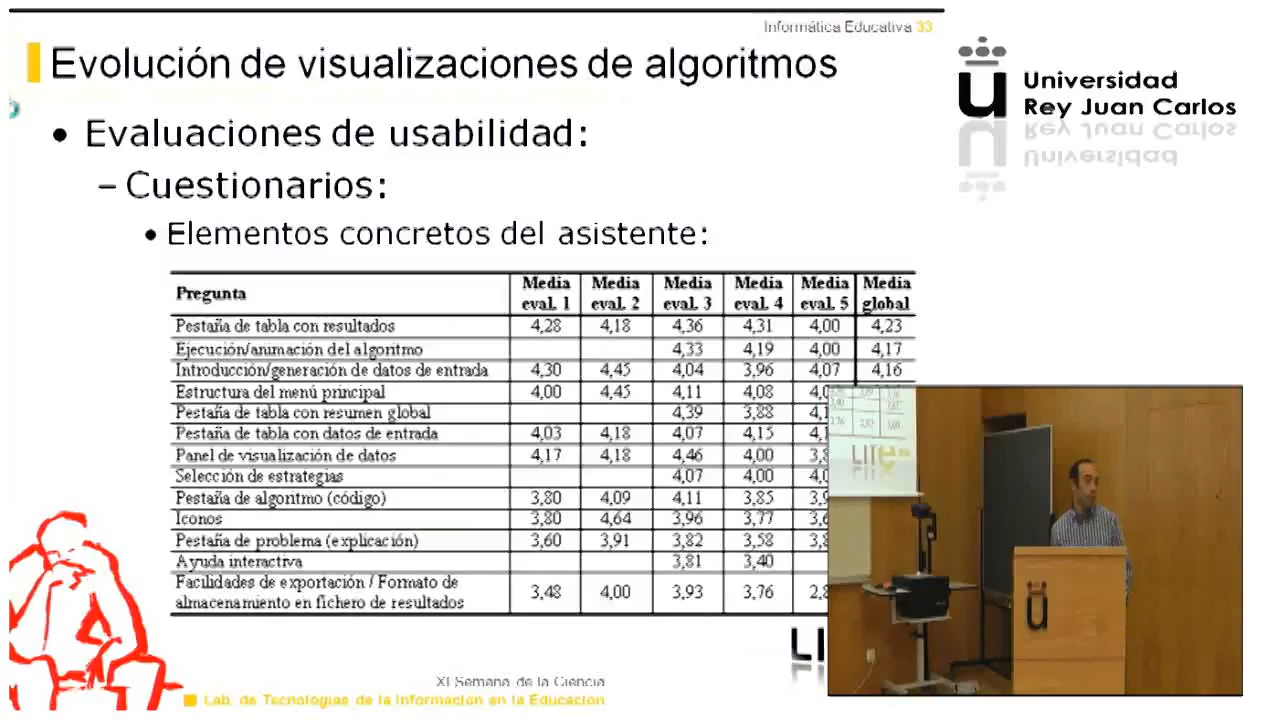 Informática Educativa 33
Evolución de visualizaciones de algoritmos
Universidad
Rey Juan Carlos
• Evaluaciones de usabilidad:
– Cuestionarios:
• Elementos concretos del asistente:
Pregunta Media eval. 1 Media eval. 2 Media eval. 3 Media eval. 4 Media eval. 5 Media global
Pestaña de tabla con resultados 4,28 4,18 4,36 4,31 4,00 4,23
Ejecución/animación del algoritmo 4,33 4,19 4,00 4,17
Introducción/generación de datos de entrada 4,30 4,45 4,04 3,96 4,07 4,16
Estructura del menú principal 4,00 4,45 4,11 4,08
Pestaña de tabla con resumen global 4,39 3,88
Pestaña de tabla con datos de entrada 4,03 4,18 4,07 4,15
Panel de visualización de datos 4,17 4,18 4,46 4,00
Selección de estrategias 4,07 4,00
Pestaña de algoritmo (código) 3,80 4,09 4,11 3,85
Iconos 3,80 4,64 3,96 3,77
Pestaña de problema (explicación) 3,60 3,91 3,82 3,58
Ayuda interactiva 3,81 3,40
Facilidades de exportación / Formato de
almacenamiento en fichero de resultados 3,48 4,00 3,93 3,76
XI Semana de la Ciencia
Lab. de Tecnologías de la Información en la Educación